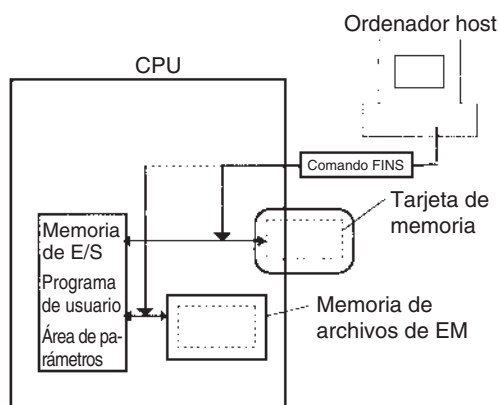 Ordenador host
CPU
Comando FINS
Tarjeta de
memoria
Memoria
de E/S
Programa
de usuario
Área de pa-
rámetros
Memoria de
archivos de EM